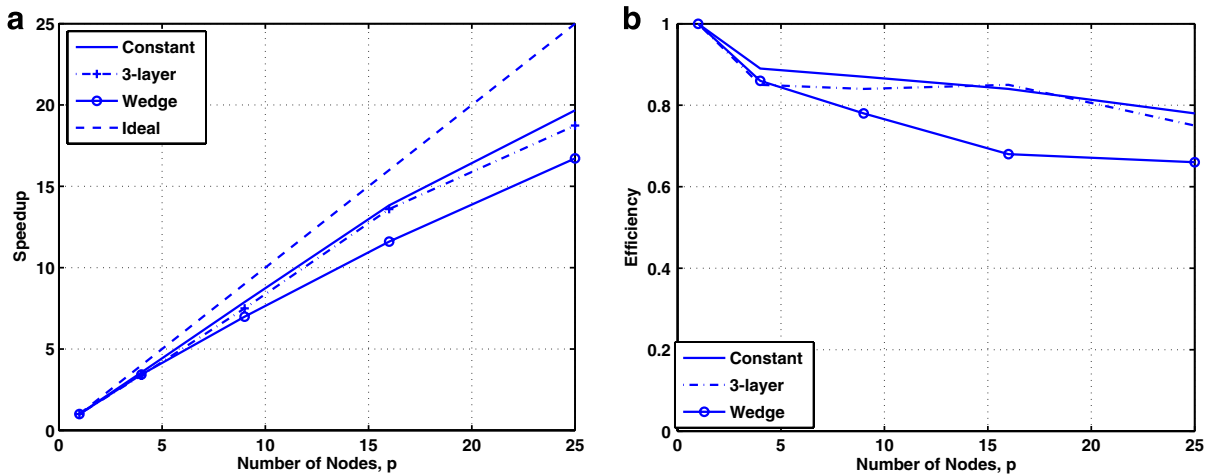 a
25
20
15
10
5
0
Speedup
Constant
3-layer
Wedge
Ideal
0 5 10 15 20 25
Number of Nodes, p
b
1
0.8
0.6
0.4
0.2
0
Efficiency
Constant
3-layer
Wedge
0 5 10 15 20 25
Number of Nodes, p